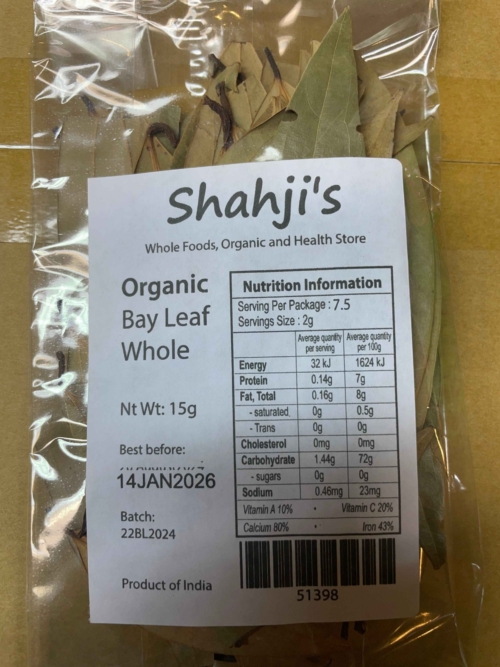 Shahji's
Whole Foods, Organic and Health Store
Organic
Bay Leaf
Whole
Nt Wt: 15g
Best before:
14JAN2026
Batch:
22BL2024
Product of India
Nutrition Information
Serving Per Package : 7.5
Servings Size : 2g
Average quantity per serving Average quantity per 100g
Energy 32 kJ 1624 kJ
Protein 0.14g 7g
Fat, Total 0.16g 8g
- saturated 0g 0.5g
- Trans 0g 0g
Cholesterol 0mg 0mg
Carbohydrate 1.44g 72g
- sugars 0g 0g
Sodium 0.46mg 23mg
Vitamin A 10% • Vitamin C 20%
Calcium 80% • Iron 43%
51398